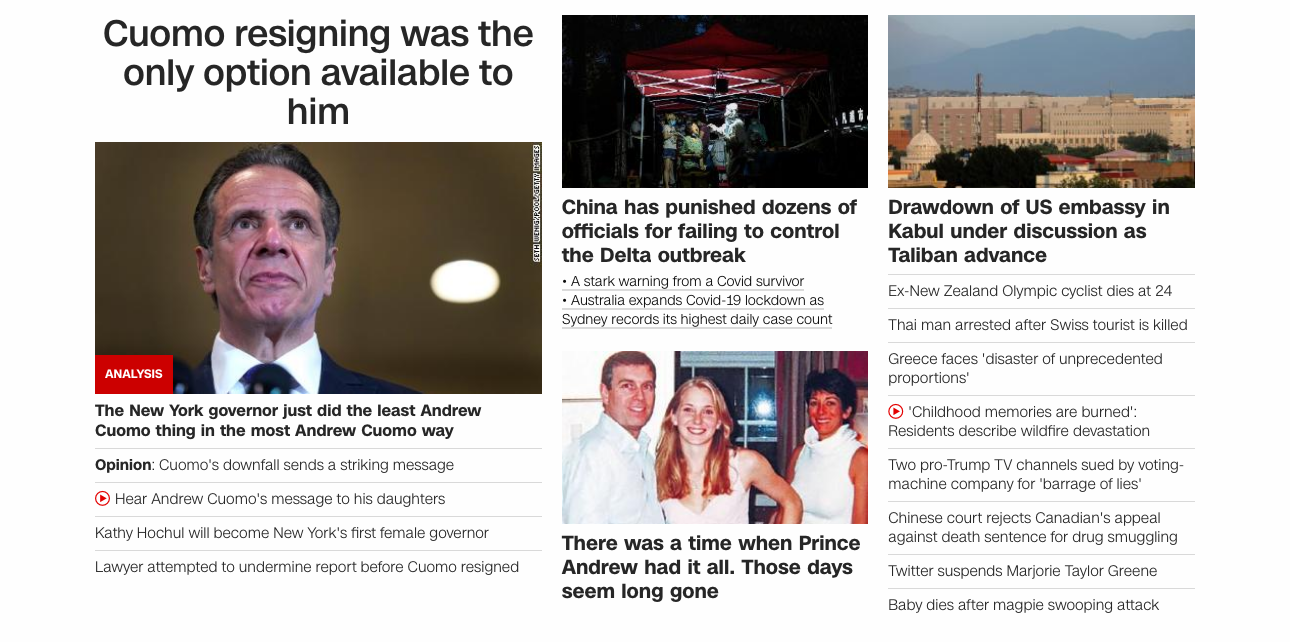 Cuomo resigning was the
only option available to
him
SETH WENIG/POOL/GETTY IMAGES
ANALYSIS
The New York governor just did the least Andrew
Cuomo thing in the most Andrew Cuomo way
Opinion: Cuomo's downfall sends a striking message
Hear Andrew Cuomo's message to his daughters
Kathy Hochul will become New York's first female governor
Lawyer attempted to undermine report before Cuomo resigned
China has punished dozens of
officials for failing to control
the Delta outbreak
• A stark warning from a Covid survivor
• Australia expands Covid-19 lockdown as
Sydney records its highest daily case count
There was a time when Prince
Andrew had it all. Those days
seem long gone
Drawdown of US embassy in
Kabul under discussion as
Taliban advance
Ex-New Zealand Olympic cyclist dies at 24
Thai man arrested after Swiss tourist is killed
Greece faces 'disaster of unprecedented
proportions'
'Childhood memories are burned':
Residents describe wildfire devastation
Two pro-Trump TV channels sued by voting-
machine company for 'barrage of lies'
Chinese court rejects Canadian's appeal
against death sentence for drug smuggling
Twitter suspends Marjorie Taylor Greene
Baby dies after magpie swooping attack